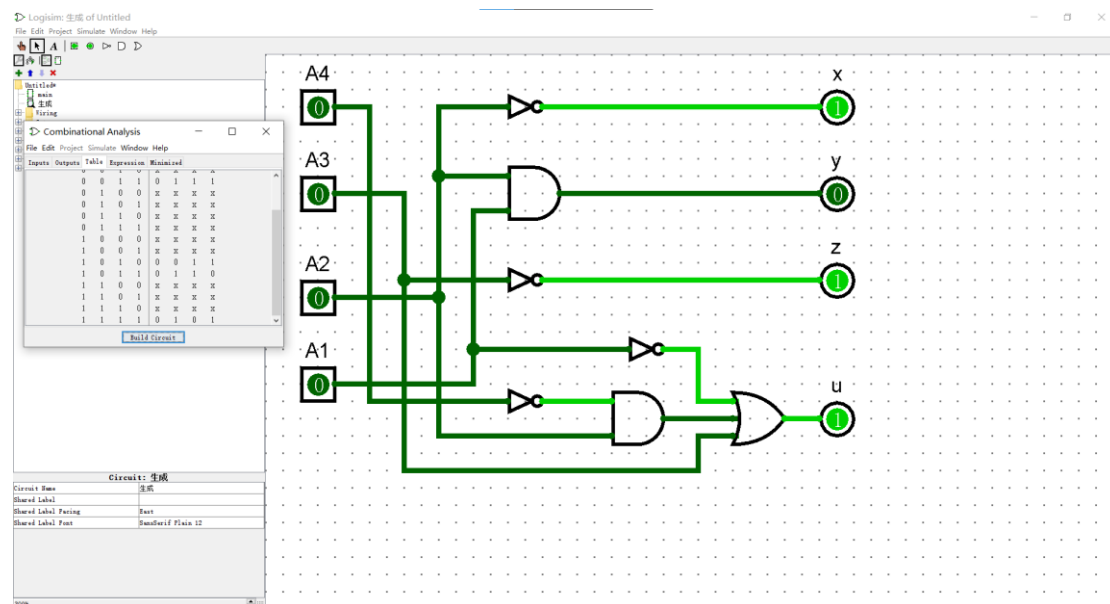 Logisim: 生成 of Untitled
File Edit Project Simulate Window Help
A
Untitled*
main
生成
Wiring
Combinational Analysis
File Edit Project Simulate Window Help
Inputs Outputs Table Expression Minimized
0 0 1 0 x x x x
0 0 1 1 0 1 1 1
0 1 0 0 x x x x
0 1 0 1 x x x x
0 1 1 0 x x x x
0 1 1 1 x x x x
1 0 0 0 x x x x
1 0 0 1 x x x x
1 0 1 0 0 0 1 1
1 0 1 1 0 1 1 0
1 1 0 0 x x x x
1 1 0 1 x x x x
1 1 1 0 x x x x
1 1 1 1 0 1 0 1
Build Circuit
Circuit: 生成
Circuit Name 生成
Shared Label
Shared Label Facing East
Shared Label Font SansSerif Plain 12
A4
0
x
1
A3
0
y
0
A2
0
z
1
A1
0
u
1